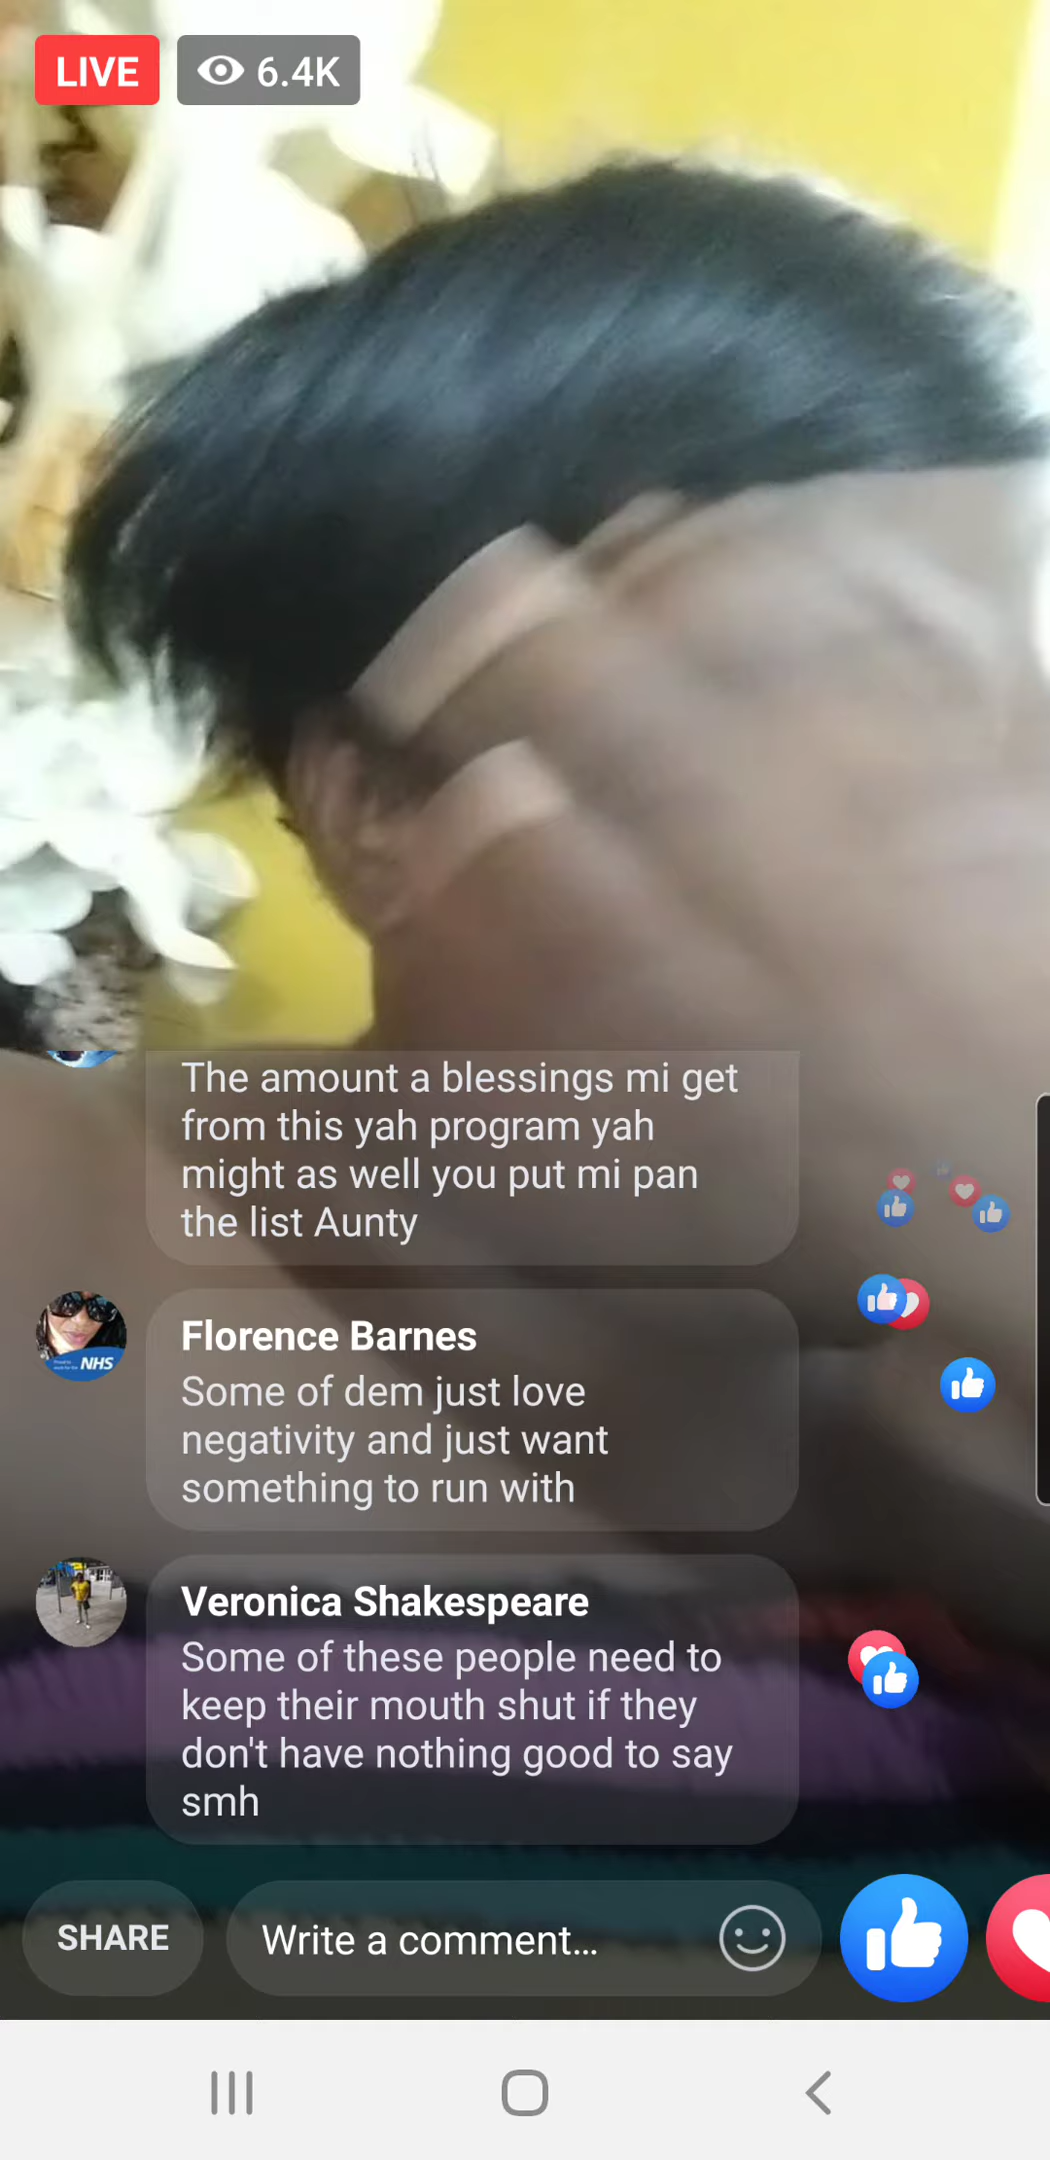 LIVE 6.4K
The amount a blessings mi get
from this yah program yah
might as well you put mi pan
the list Aunty
Florence Barnes
NHS
Some of dem just love
negativity and just want
something to run with
Veronica Shakespeare
Some of these people need to
keep their mouth shut if they
don't have nothing good to say
smh
SHARE Write a comment...